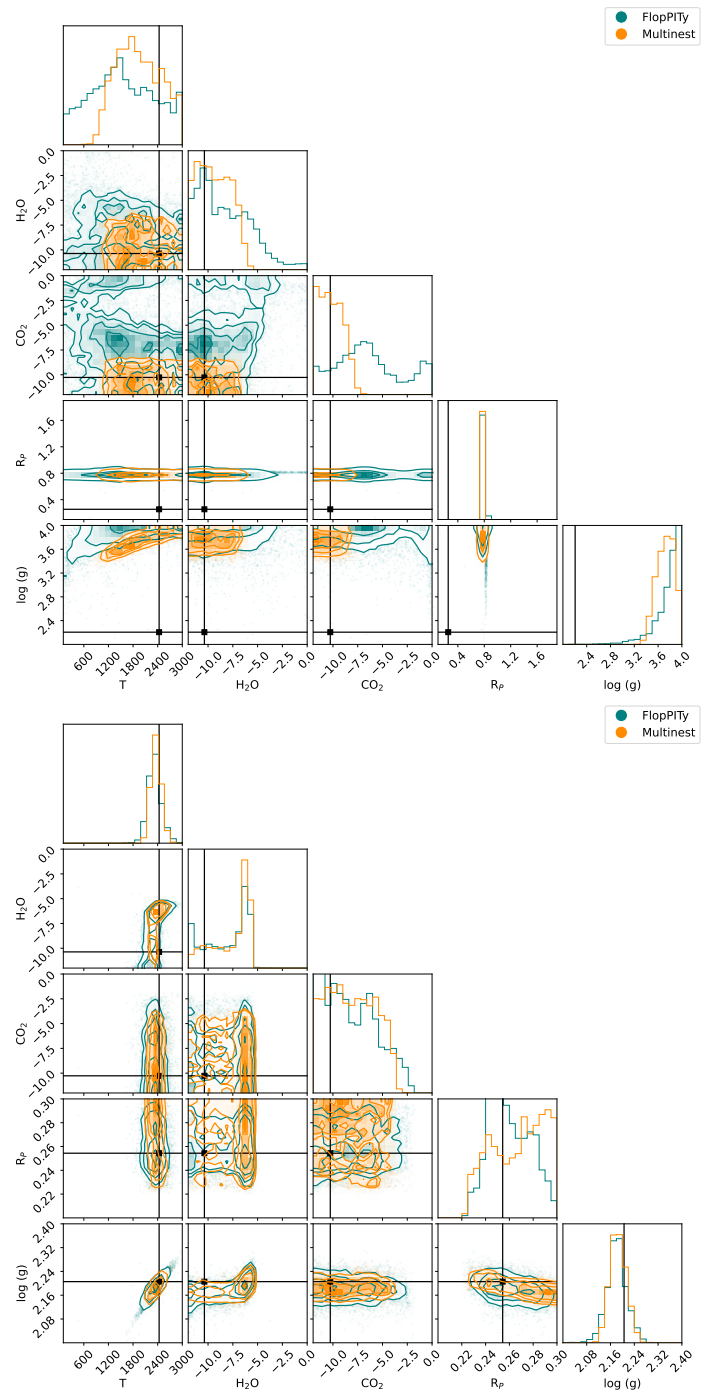 FlopPITy
Multinest
0.0
−2.5
−5.0
−7.5
−10.0
H₂O
0.0
−2.5
−5.0
−7.5
−10.0
CO₂
1.6
1.2
0.8
0.4
R_P
4.0
3.6
3.2
2.8
2.4
log (g)
600 1200 1800 2400 3000
−10.0 −7.5 −5.0 −2.5 0.0
−10.0 −7.5 −5.0 −2.5 0.0
0.4 0.8 1.2 1.6
2.4 2.8 3.2 3.6 4.0
T H₂O CO₂ R_P log (g)
FlopPITy
Multinest
0.0
−2.5
−5.0
−7.5
−10.0
H₂O
0.0
−2.5
−5.0
−7.5
−10.0
CO₂
0.30
0.28
0.26
0.24
0.22
R_P
2.40
2.32
2.24
2.16
2.08
log (g)
600 1200 1800 2400 3000
−10.0 −7.5 −5.0 −2.5 0.0
−10.0 −7.5 −5.0 −2.5 0.0
0.22 0.24 0.26 0.28 0.30
2.08 2.16 2.24 2.32 2.40
T H₂O CO₂ R_P log (g)